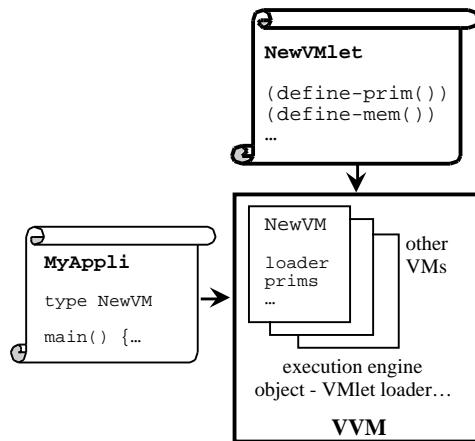 NewVMlet
(define-prim())
(define-mem())
…
MyAppli
type NewVM
main() {…
NewVM
loader
prims
…
other
VMs
execution engine
object - VMlet loader…
VVM